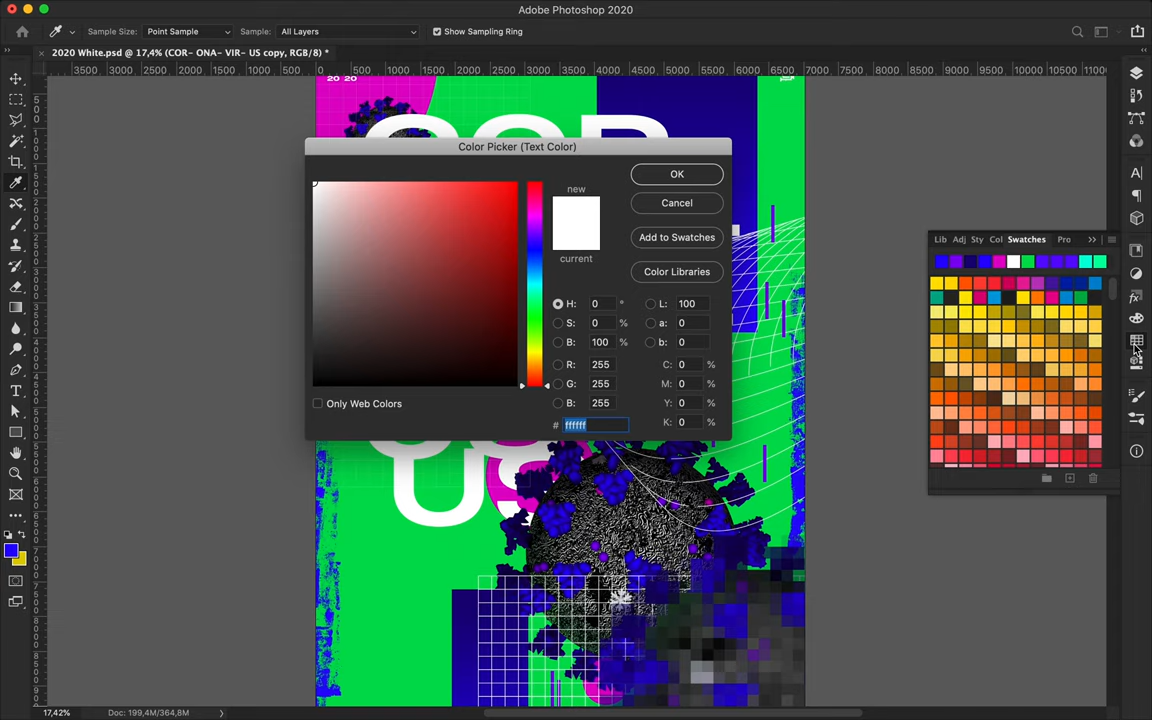 Adobe Photoshop 2020
Sample Size: Point Sample Sample: All Layers Show Sampling Ring
2020 White.psd @ 17,4% (COR- ONA- VIR- US copy, RGB/8) *
3500 3000 2500 2000 1500 1000 500 0 500 1000 1500 2000 2500 3000 3500 4000 4500 5000 5500 6000 6500 7000 7500 8000 8500 9000 9500 10000 10500 11000
20 20
COR
Color Picker (Text Color)
new
current
OK
Cancel
Add to Swatches
Color Libraries
H: 0 °
S: 0 %
B: 100 %
R: 255
G: 255
B: 255
# ffffff
L: 100
a: 0
b: 0
C: 0 %
M: 0 %
Y: 0 %
K: 0 %
Only Web Colors
Lib Adj Sty Col Swatches Pro
US
17,42% Doc: 199,4M/364,8M